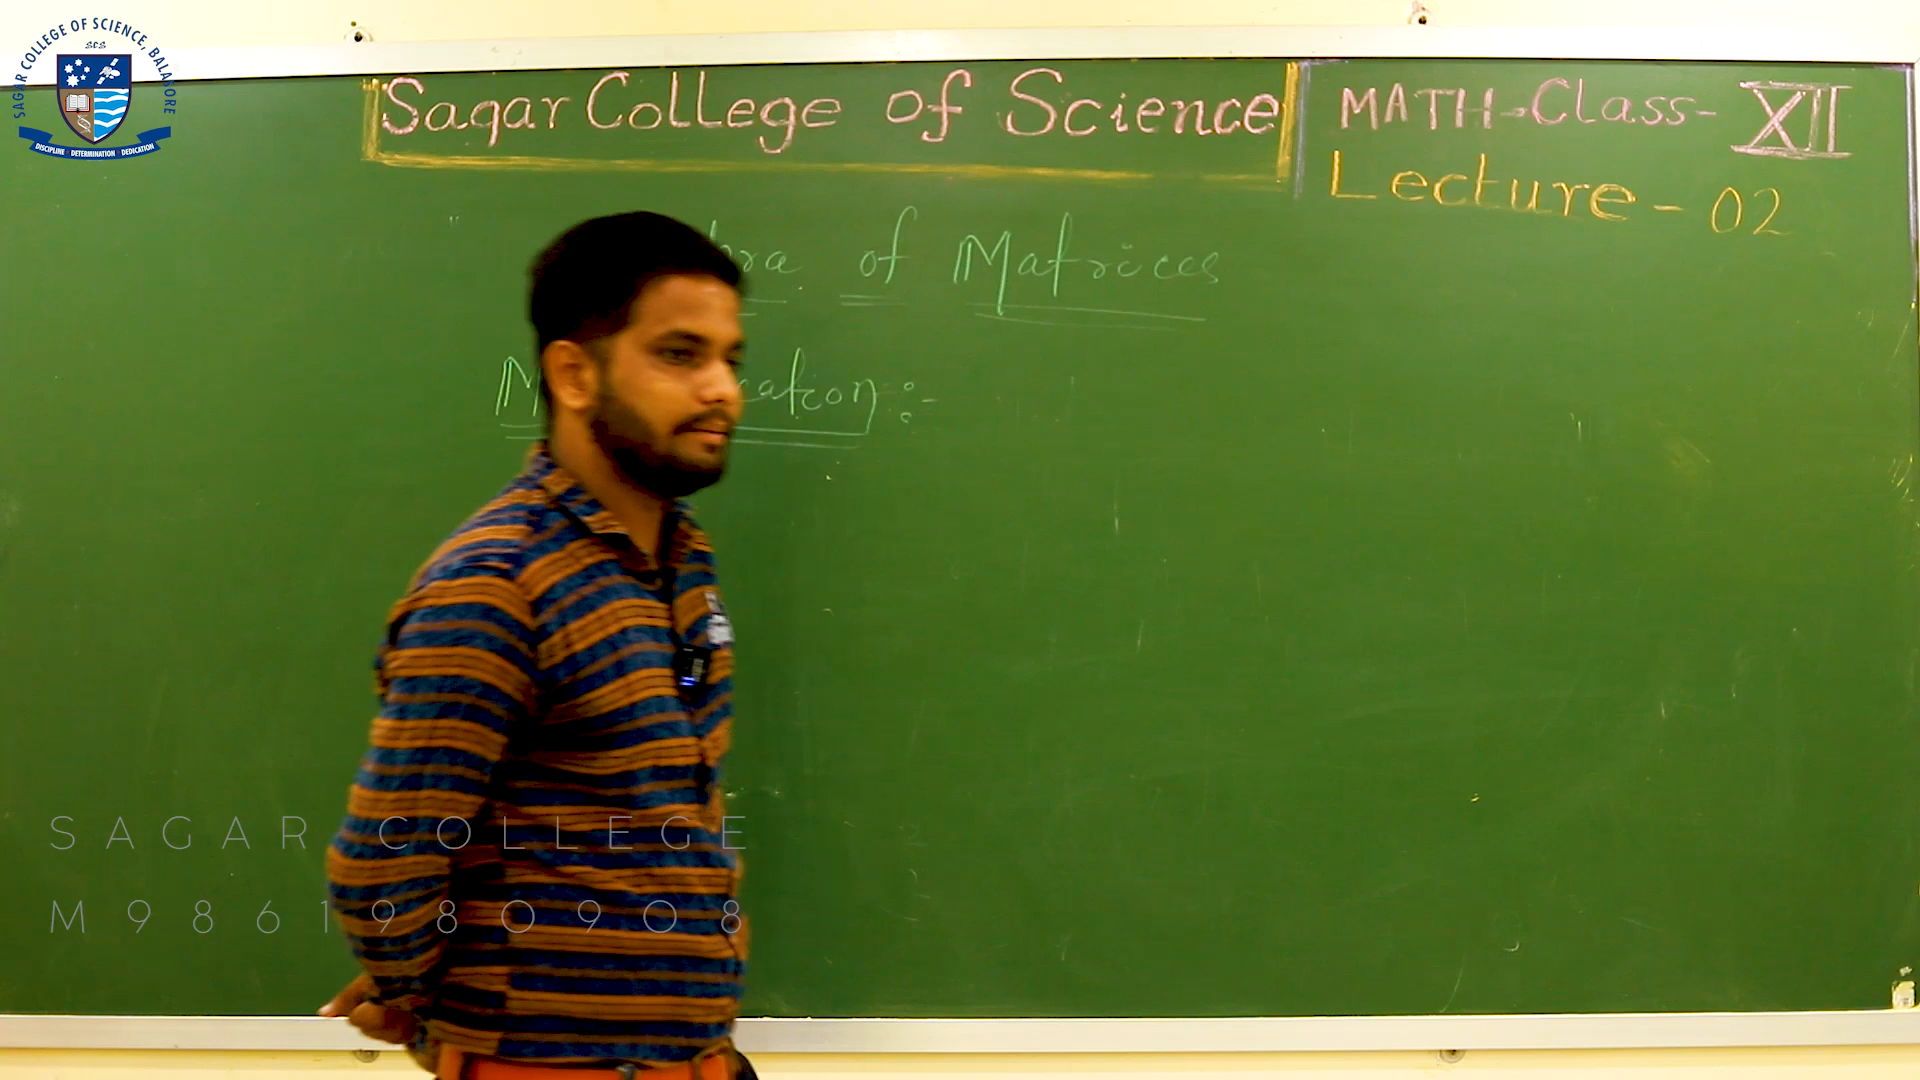 SAGAR COLLEGE OF SCIENCE, BALASORE
SCS
DISCIPLINE DETERMINATION DEDICATION
Sagar College of Science
MATH - Class - XII
Lecture - 02
of Matrices
SAGAR COLLEGE
M9861980908